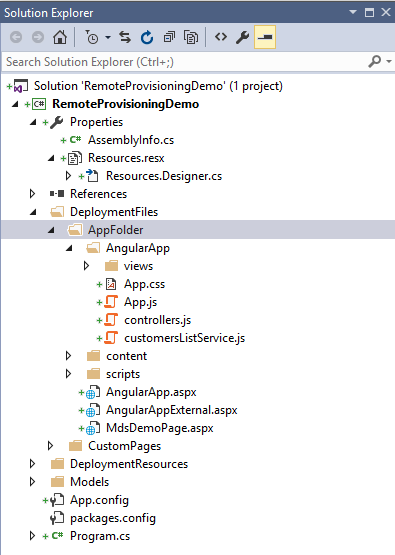 Solution Explorer
Search Solution Explorer (Ctrl+;)
Solution 'RemoteProvisioningDemo' (1 project)
RemoteProvisioningDemo
Properties
AssemblyInfo.cs
Resources.resx
Resources.Designer.cs
References
DeploymentFiles
AppFolder
AngularApp
views
App.css
App.js
controllers.js
customersListService.js
content
scripts
AngularApp.aspx
AngularAppExternal.aspx
MdsDemoPage.aspx
CustomPages
DeploymentResources
Models
App.config
packages.config
Program.cs